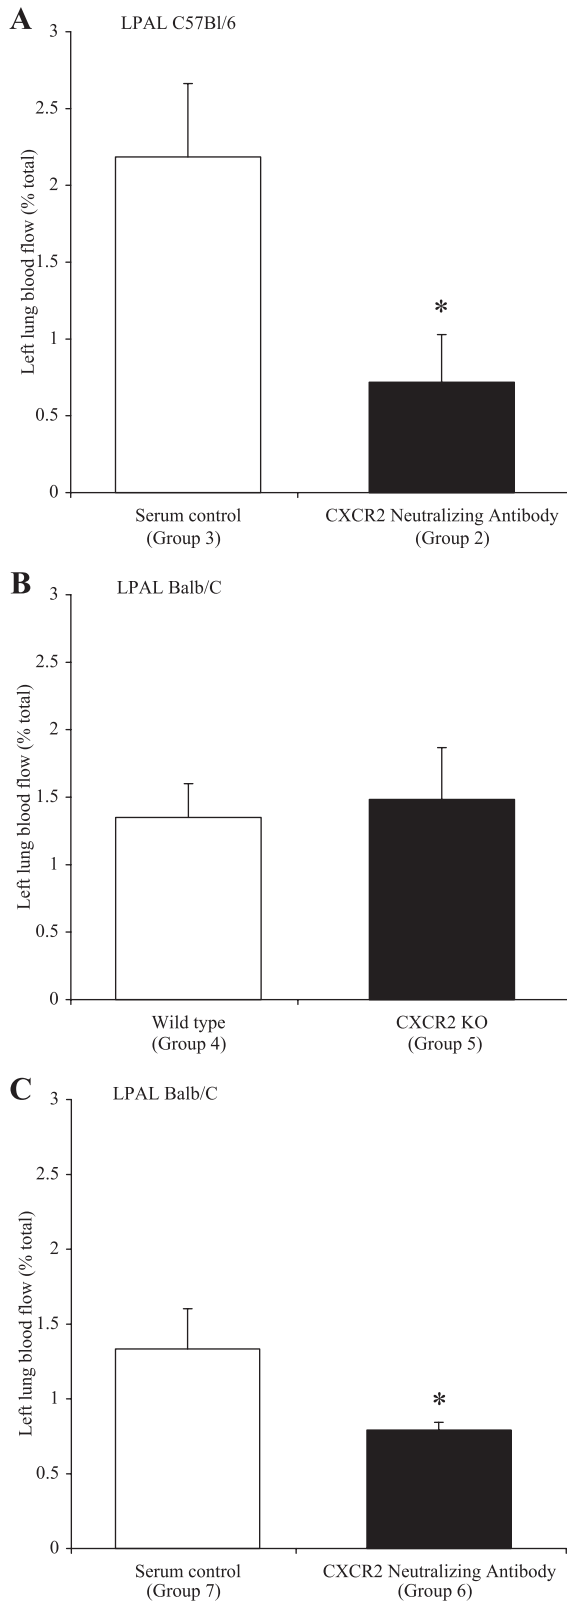 A
LPAL C57Bl/6
3
2.5
2
1
0.5
0
Left lung blood flow (% total)
*
Serum control
(Group 3)
CXCR2 Neutralizing Antibody
(Group 2)
B
LPAL Balb/C
3
2.5
2
1.5
1
0.5
0
Left lung blood flow (% total)
Wild type
(Group 4)
CXCR2 KO
(Group 5)
C
LPAL Balb/C
3
2.5
2
1.5
1
0.5
0
Left lung blood flow (% total)
*
Serum control
(Group 7)
CXCR2 Neutralizing Antibody
(Group 6)